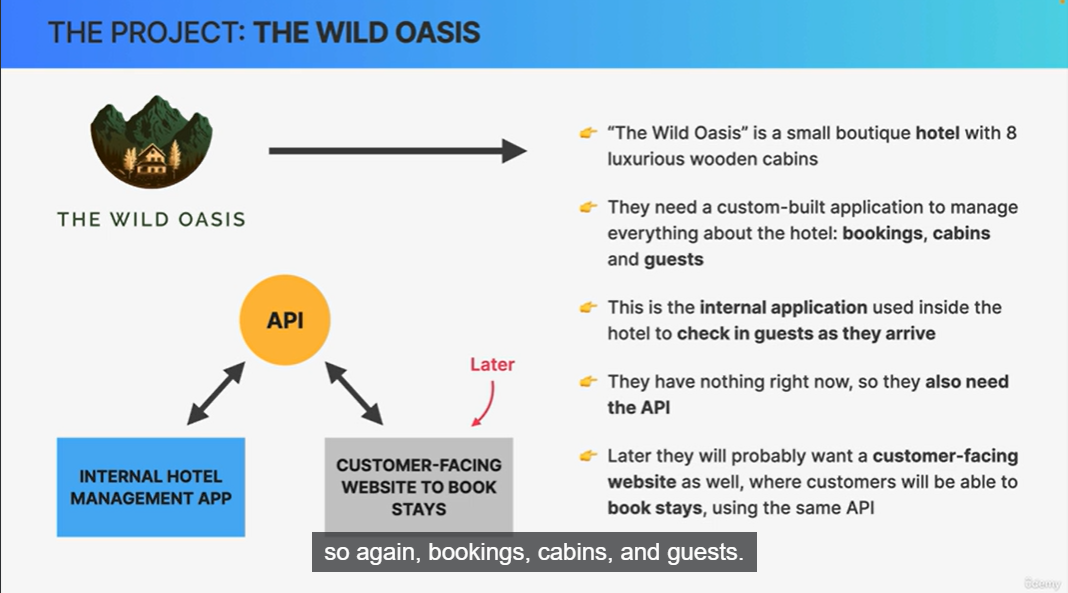 THE PROJECT: THE WILD OASIS
THE WILD OASIS
API
Later
INTERNAL HOTEL
MANAGEMENT APP
CUSTOMER-FACING
WEBSITE TO BOOK
STAYS
👉 “The Wild Oasis” is a small boutique hotel with 8
luxurious wooden cabins
👉 They need a custom-built application to manage
everything about the hotel: bookings, cabins
and guests
👉 This is the internal application used inside the
hotel to check in guests as they arrive
👉 They have nothing right now, so they also need
the API
👉 Later they will probably want a customer-facing
website as well, where customers will be able to
book stays, using the same API
so again, bookings, cabins, and guests.
Udemy